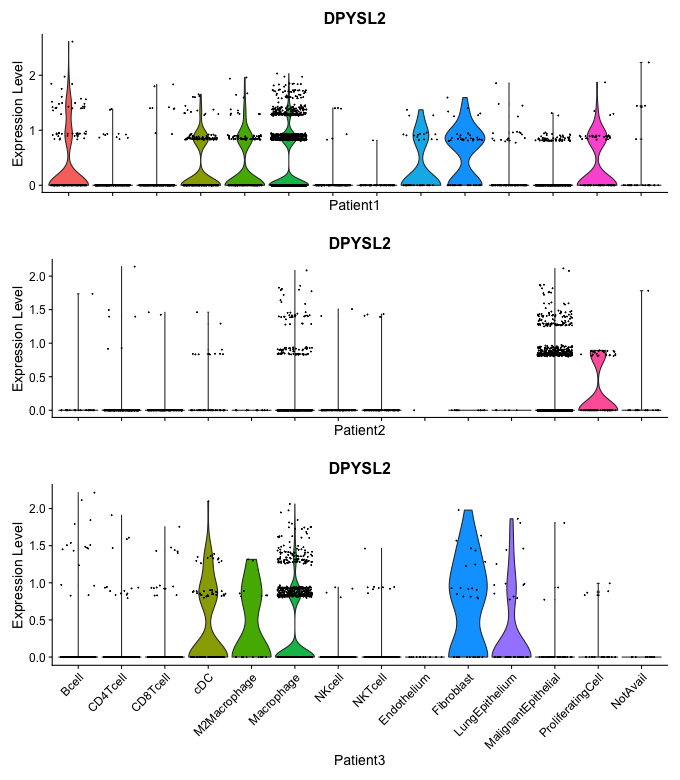 DPYSL2
Expression Level
2
1
0
Patient1
DPYSL2
Expression Level
2.0
1.5
1.0
0.5
0.0
Patient2
DPYSL2
Expression Level
2.0
1.5
1.0
0.5
0.0
Bcell
CD4Tcell
CD8Tcell
cDC
M2Macrophage
Macrophage
NKcell
NKTcell
Endothelium
Fibroblast
LungEpithelium
MalignantEpithelial
ProliferatingCell
NotAvail
Patient3